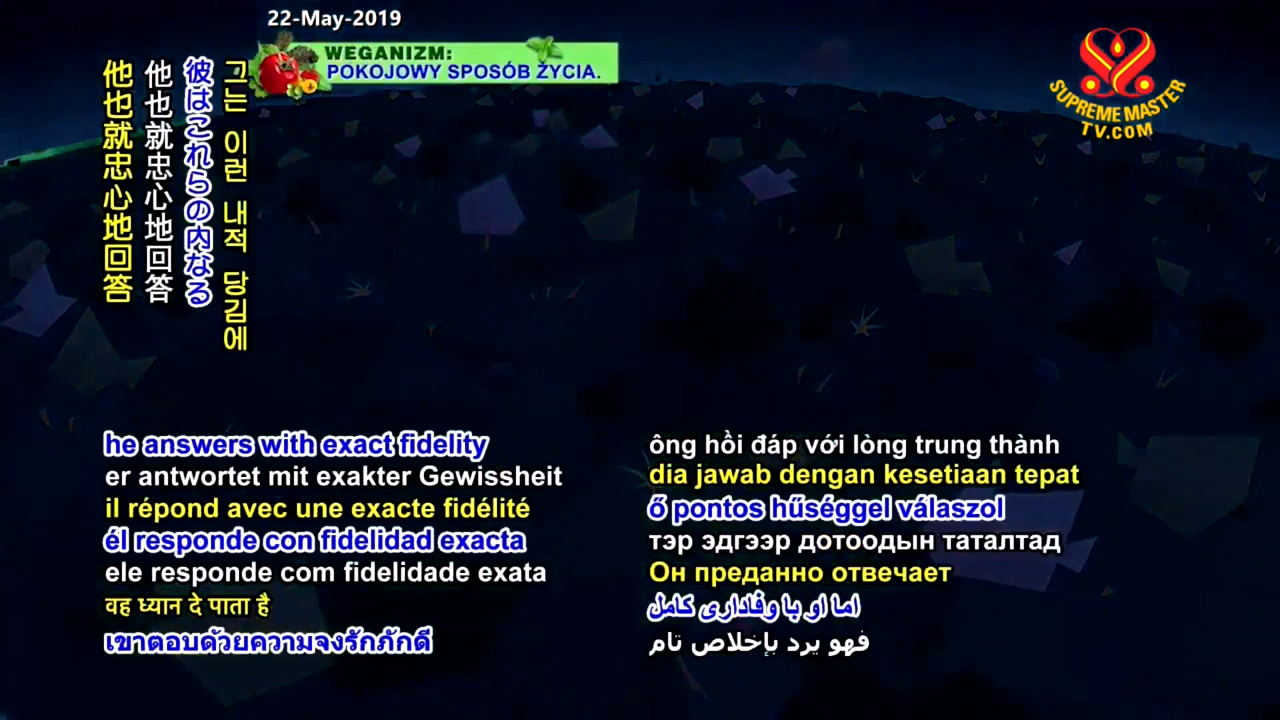 22-May-2019
WEGANIZM:
POKOJOWY SPOSÓB ŻYCIA.
SUPREME MASTER
TV.COM
그는 이런 내적 당김에
彼はこれらの内なる
他也就忠心地回答
他也就忠心地回答
he answers with exact fidelity
er antwortet mit exakter Gewissheit
il répond avec une exacte fidélité
él responde con fidelidad exacta
ele responde com fidelidade exata
वह ध्यान दे पाता है
เขาตอบด้วยความจงรักภักดี
ông hồi đáp với lòng trung thành
dia jawab dengan kesetiaan tepat
ő pontos hűséggel válaszol
тэр эдгээр дотоодын таталтад
Он преданно отвечает
اما او با وفاداری کامل
فهو يرد بإخلاص تام